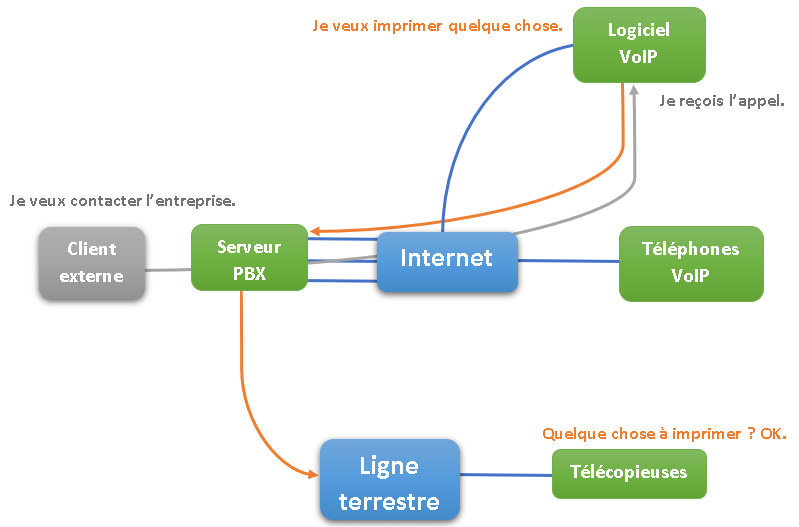 Je veux imprimer quelque chose.
Logiciel
VoIP
Je reçois l'appel.
Je veux contacter l'entreprise.
Client
externe
Serveur
PBX
Internet
Téléphones
VoIP
Quelque chose à imprimer ? OK.
Ligne
terrestre
Télécopieuses